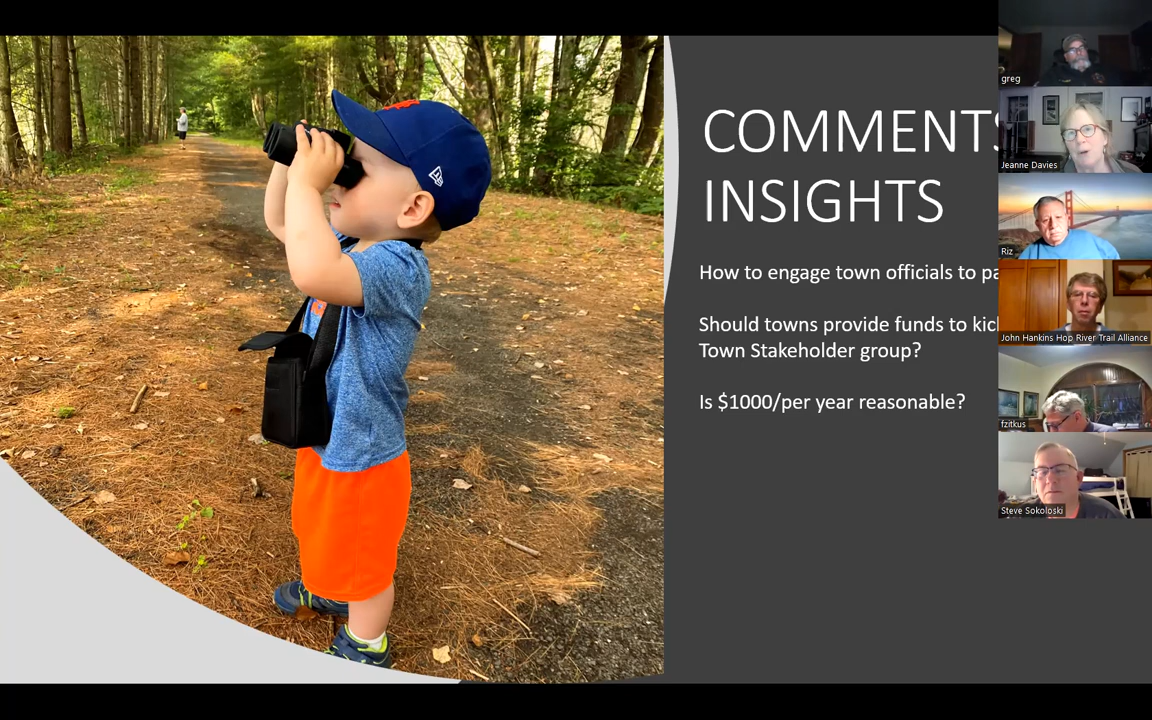 COMMENTS
INSIGHTS
How to engage town officials to pa
Should towns provide funds to kic
Town Stakeholder group?
Is $1000/per year reasonable?
greg
Jeanne Davies
Riz
John Hankins Hop River Trail Alliance
fzitkus
Steve Sokoloski